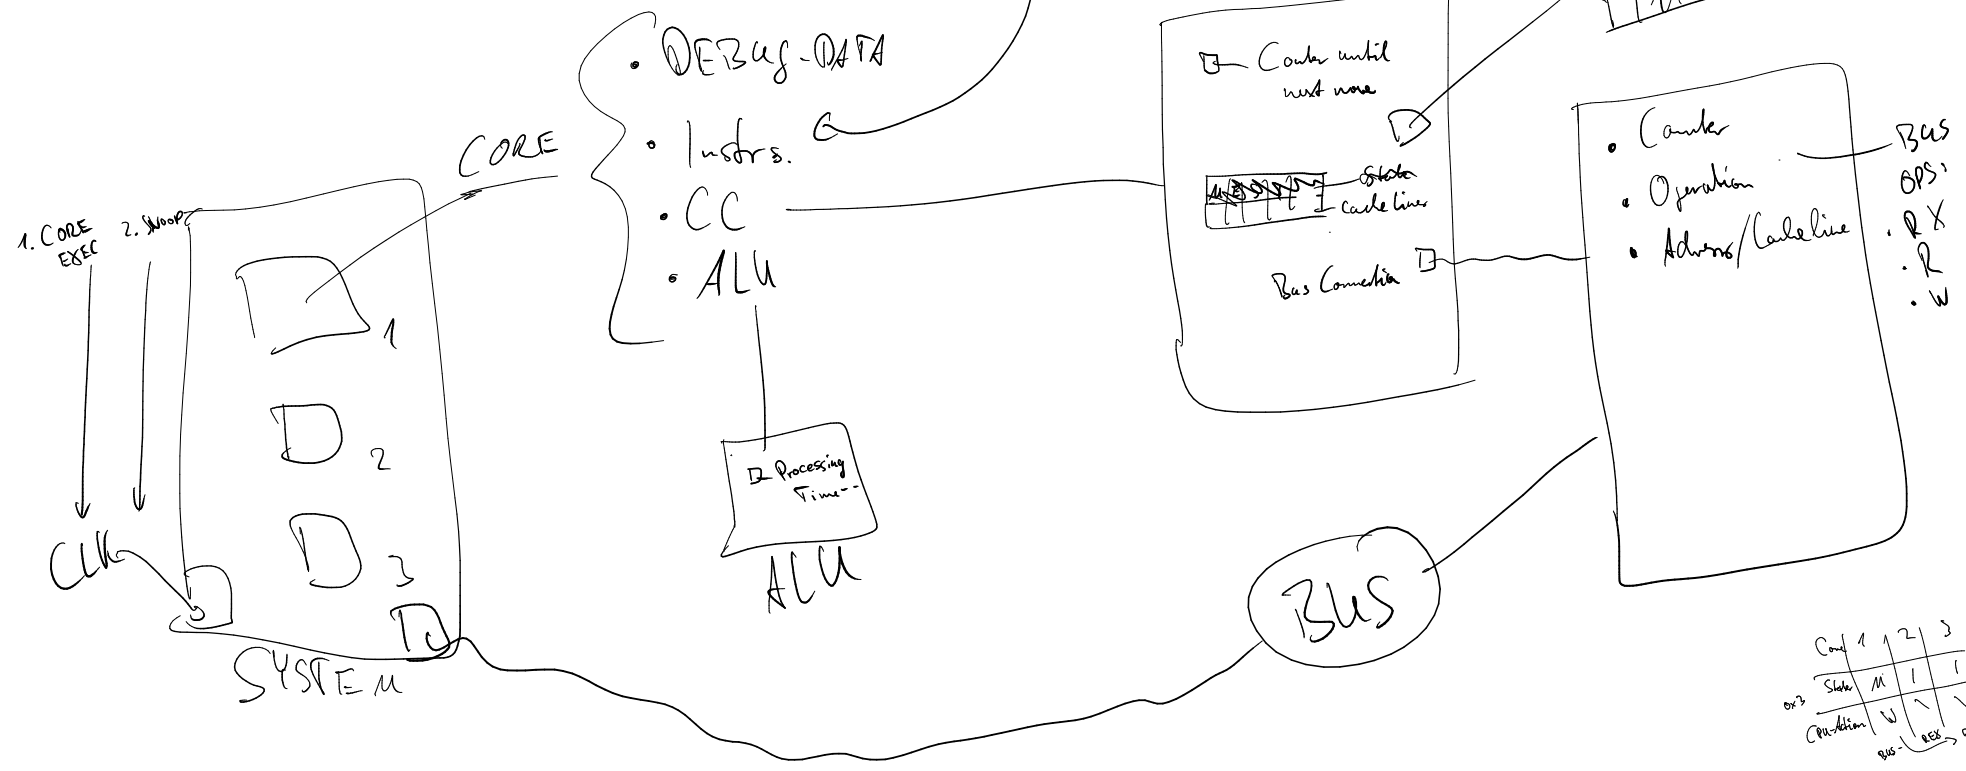 1. CORE
EXEC
2. SNOOP
CLK
1
2
3
SYSTEM
CORE
• DEBUG-DATA
• Instrs.
• CC
• ALU
Processing
Time--
ALU
Counter until
next move
State
cache lines
Bus Connection
BUS
• Counter
• Operation
• Adress/Cacheline
BUS
OPS:
• RX
• R
• W
Core 1 2 3
0x3
State M I I
CPU-Action W \ \
BUS-